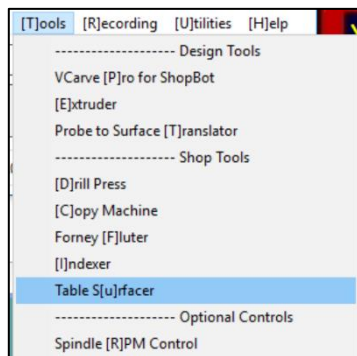 [T]ools [R]ecording [U]tilities [H]elp
-------------------- Design Tools
VCarve [P]ro for ShopBot
[E]xtruder
Probe to Surface [T]ranslator
-------------------- Shop Tools
[D]rill Press
[C]opy Machine
Forney [F]luter
[I]ndexer
Table S[u]rfacer
-------------------- Optional Controls
Spindle [R]PM Control